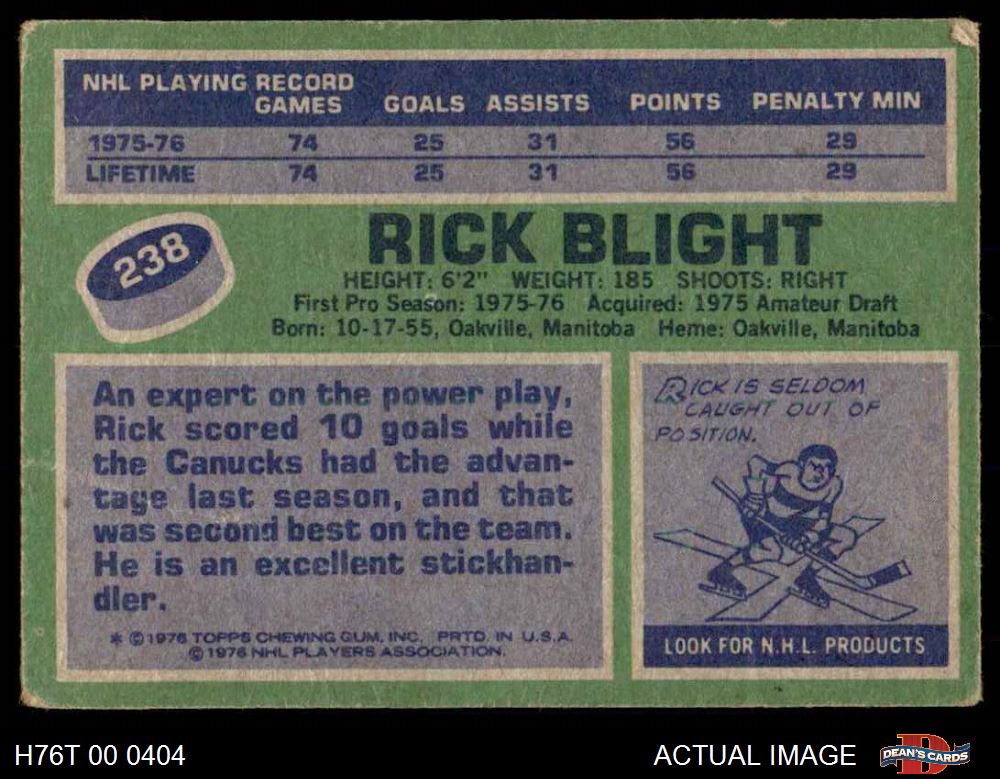 NHL PLAYING RECORD
GAMES GOALS ASSISTS POINTS PENALTY MIN
1975-76 74 25 31 56 29
LIFETIME 74 25 31 56 29
238
RICK BLIGHT
HEIGHT: 6'2" WEIGHT: 185 SHOOTS: RIGHT
First Pro Season: 1975-76 Acquired: 1975 Amateur Draft
Born: 10-17-55, Oakville, Manitoba Heme: Oakville, Manitoba
An expert on the power play,
Rick scored 10 goals while
the Canucks had the advan-
tage last season, and that
was second best on the team.
He is an excellent stickhan-
dler.
* © 1976 TOPPS CHEWING GUM, INC. PRTD. IN U.S.A.
© 1976 NHL PLAYERS ASSOCIATION.
RICK IS SELDOM
CAUGHT OUT OF
POSITION.
LOOK FOR N.H.L. PRODUCTS
H76T 00 0404 ACTUAL IMAGE DEAN'S CARDS